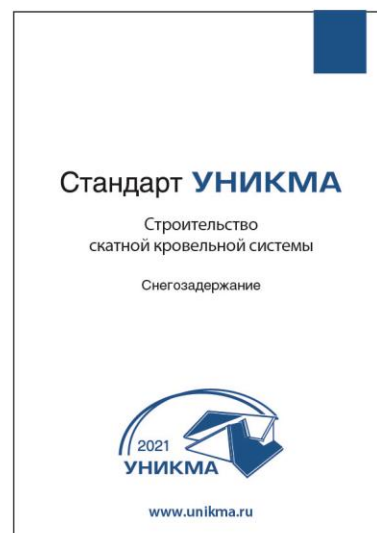 Стандарт УНИКМА
Строительство
скатной кровельной системы
Снегозадержание
2021
УНИКМА
www.unikma.ru